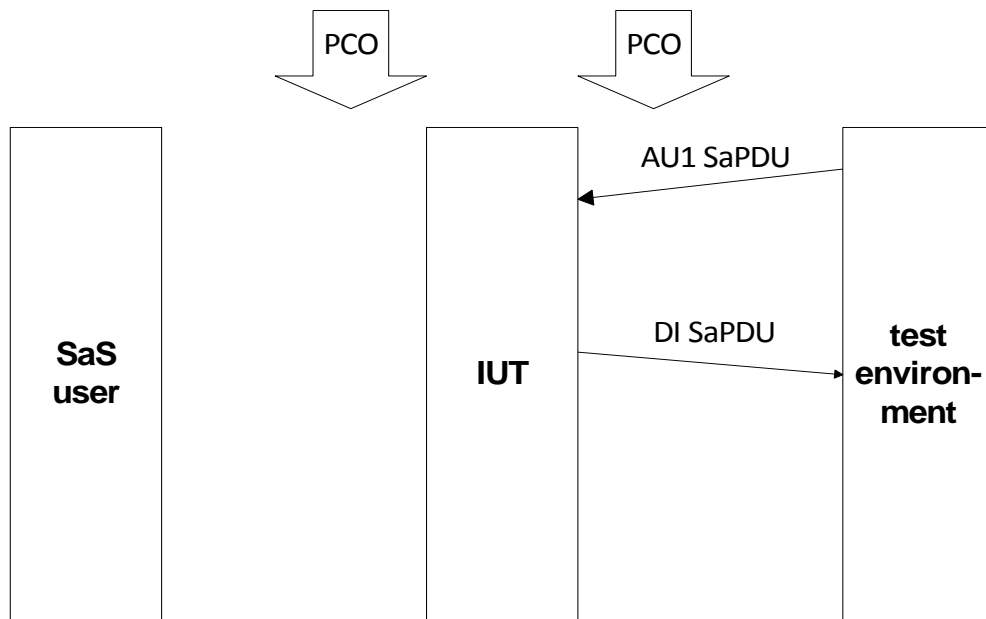 PCO
PCO
AU1 SaPDU
DI SaPDU
SaS
user
IUT
test
environ-
ment